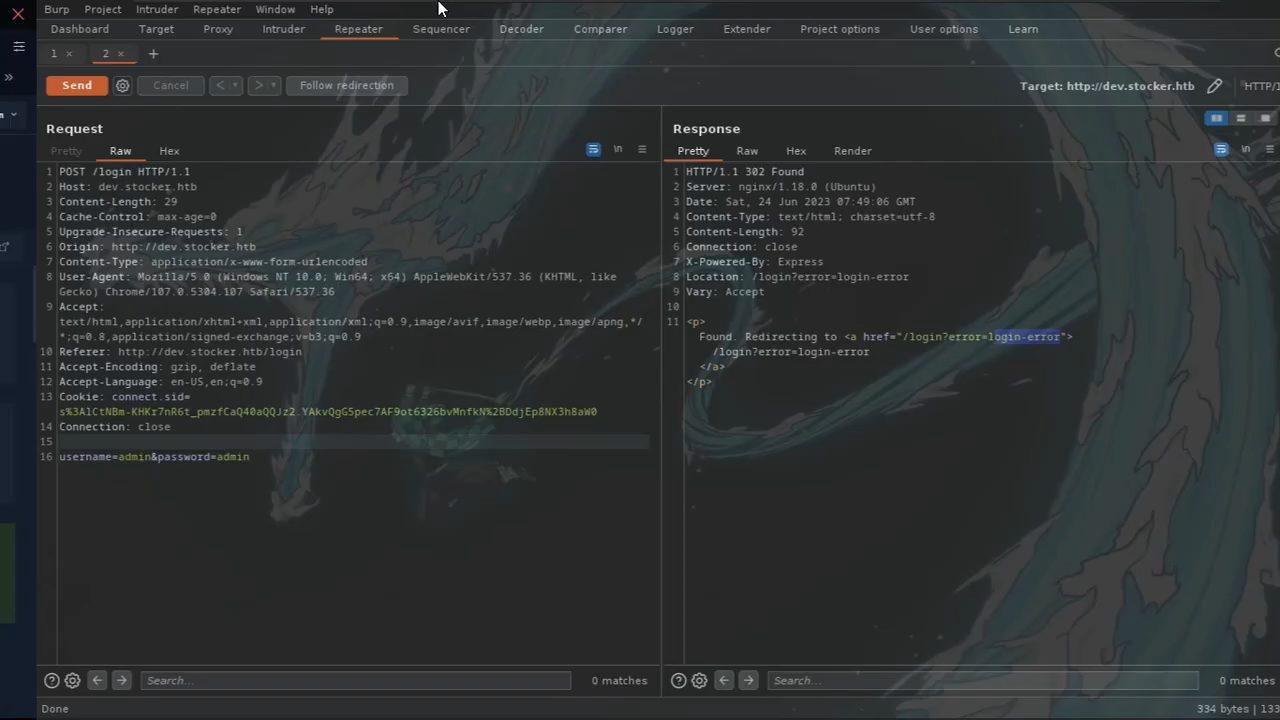 Burp Project Intruder Repeater Window Help
Dashboard Target Proxy Intruder Repeater Sequencer Decoder Comparer Logger Extender Project options User options Learn
1 × 2 × +
Send Cancel < > Follow redirection Target: http://dev.stocker.htb HTTP/1
Request
Pretty Raw Hex \n
1 POST /login HTTP/1.1
2 Host: dev.stocker.htb
3 Content-Length: 29
4 Cache-Control: max-age=0
5 Upgrade-Insecure-Requests: 1
6 Origin: http://dev.stocker.htb
7 Content-Type: application/x-www-form-urlencoded
8 User-Agent: Mozilla/5.0 (Windows NT 10.0; Win64; x64) AppleWebKit/537.36 (KHTML, like
Gecko) Chrome/107.0.5304.107 Safari/537.36
9 Accept:
text/html,application/xhtml+xml,application/xml;q=0.9,image/avif,image/webp,image/apng,*/
*;q=0.8,application/signed-exchange;v=b3;q=0.9
10 Referer: http://dev.stocker.htb/login
11 Accept-Encoding: gzip, deflate
12 Accept-Language: en-US,en;q=0.9
13 Cookie: connect.sid=
s%3AlCtNBm-KHKr7nR6t_pmzfCaQ40aQQJz2.YAkvQgG5pec7AF9ot6326bvMnfkN%2BDdjEp8NX3h8aW0
14 Connection: close
15
16 username=admin&password=admin
Search... 0 matches
Response
Pretty Raw Hex Render \n
1 HTTP/1.1 302 Found
2 Server: nginx/1.18.0 (Ubuntu)
3 Date: Sat, 24 Jun 2023 07:49:06 GMT
4 Content-Type: text/html; charset=utf-8
5 Content-Length: 92
6 Connection: close
7 X-Powered-By: Express
8 Location: /login?error=login-error
9 Vary: Accept
10
11 <p>
Found. Redirecting to <a href="/login?error=login-error">
/login?error=login-error
</a>
</p>
Search... 0 matches
Done
334 bytes | 133